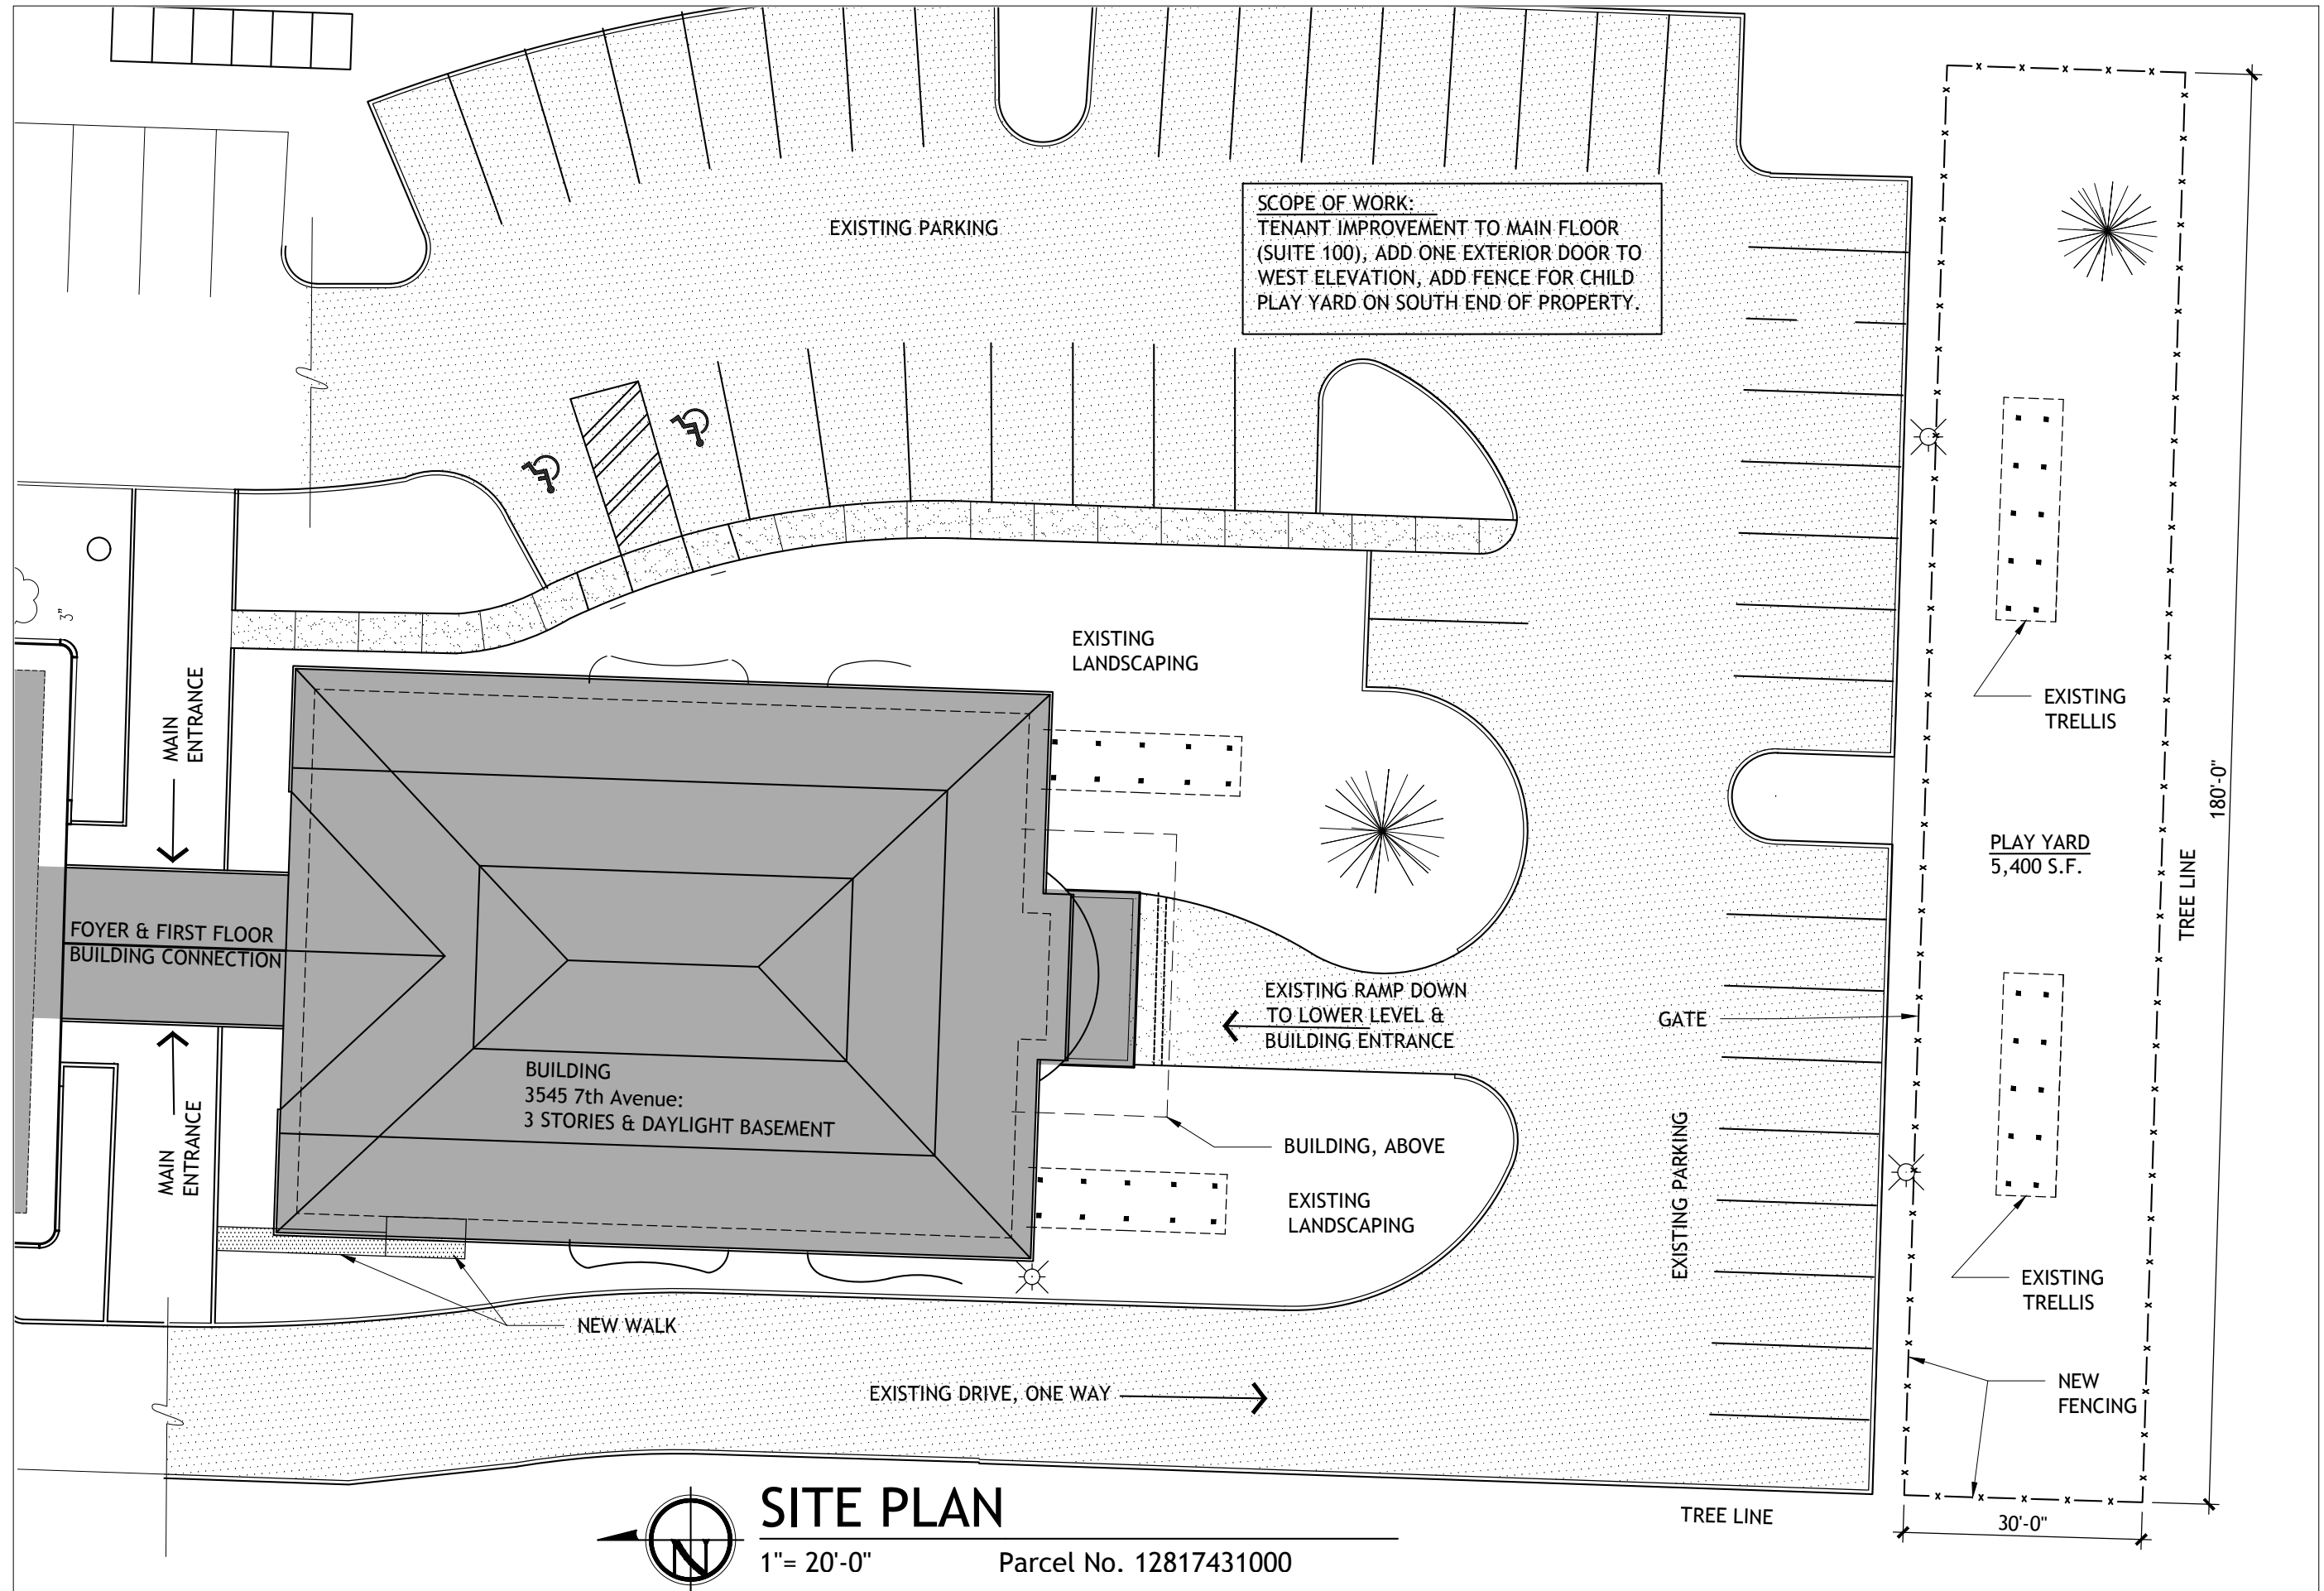 EXISTING PARKING
SCOPE OF WORK:
TENANT IMPROVEMENT TO MAIN FLOOR
(SUITE 100), ADD ONE EXTERIOR DOOR TO
WEST ELEVATION, ADD FENCE FOR CHILD
PLAY YARD ON SOUTH END OF PROPERTY.
3"
MAIN
ENTRANCE
EXISTING
LANDSCAPING
EXISTING
TRELLIS
180'-0"
PLAY YARD
5,400 S.F.
TREE LINE
FOYER & FIRST FLOOR
BUILDING CONNECTION
EXISTING RAMP DOWN
TO LOWER LEVEL &
BUILDING ENTRANCE
GATE
BUILDING
3545 7th Avenue:
3 STORIES & DAYLIGHT BASEMENT
MAIN
ENTRANCE
BUILDING, ABOVE
EXISTING PARKING
EXISTING
LANDSCAPING
EXISTING
TRELLIS
NEW WALK
EXISTING DRIVE, ONE WAY
NEW
FENCING
SITE PLAN
N
1"= 20'-0"
Parcel No. 12817431000
TREE LINE
30'-0"